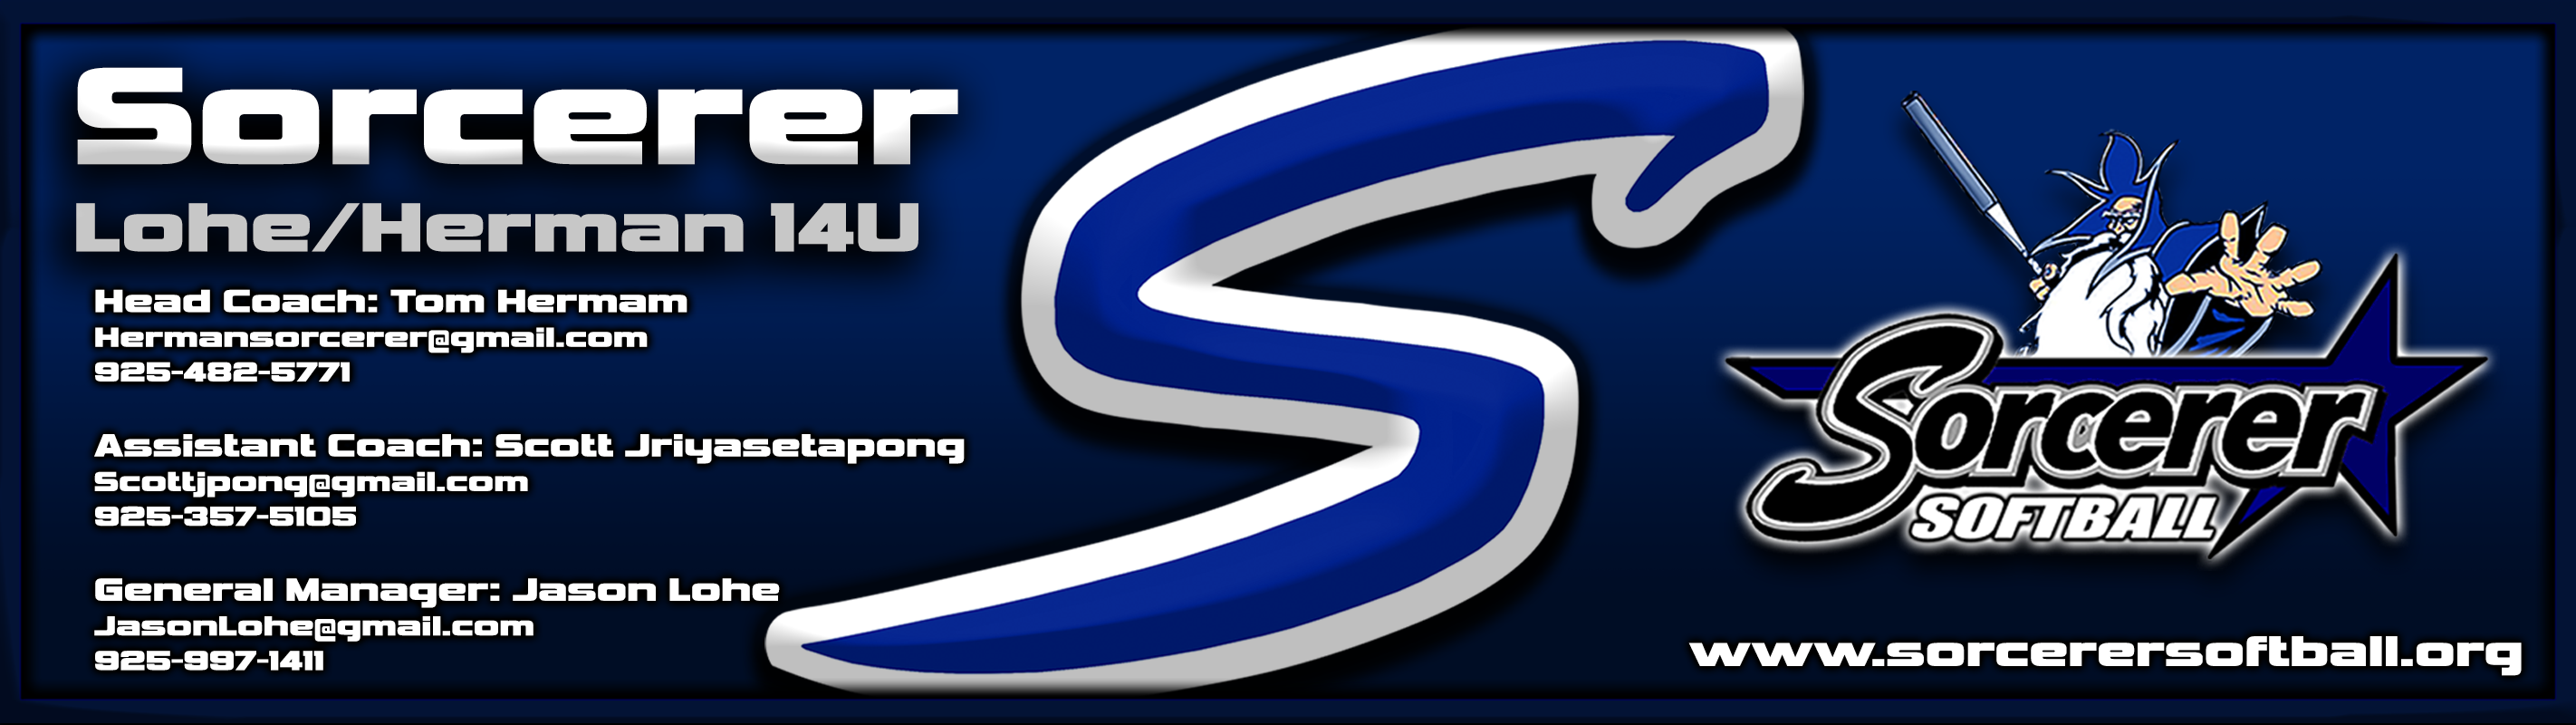 Sorcerer
Lohe/Herman 14U
Head Coach: Tom Hermam
Hermansorcerer@gmail.com
925-482-5771
Assistant Coach: Scott Jriyasetapong
Scottjpong@gmail.com
925-357-5105
General Manager: Jason Lohe
JasonLohe@gmail.com
925-997-1411
S
Sorcerer
SOFTBALL
www.sorcerersoftball.org